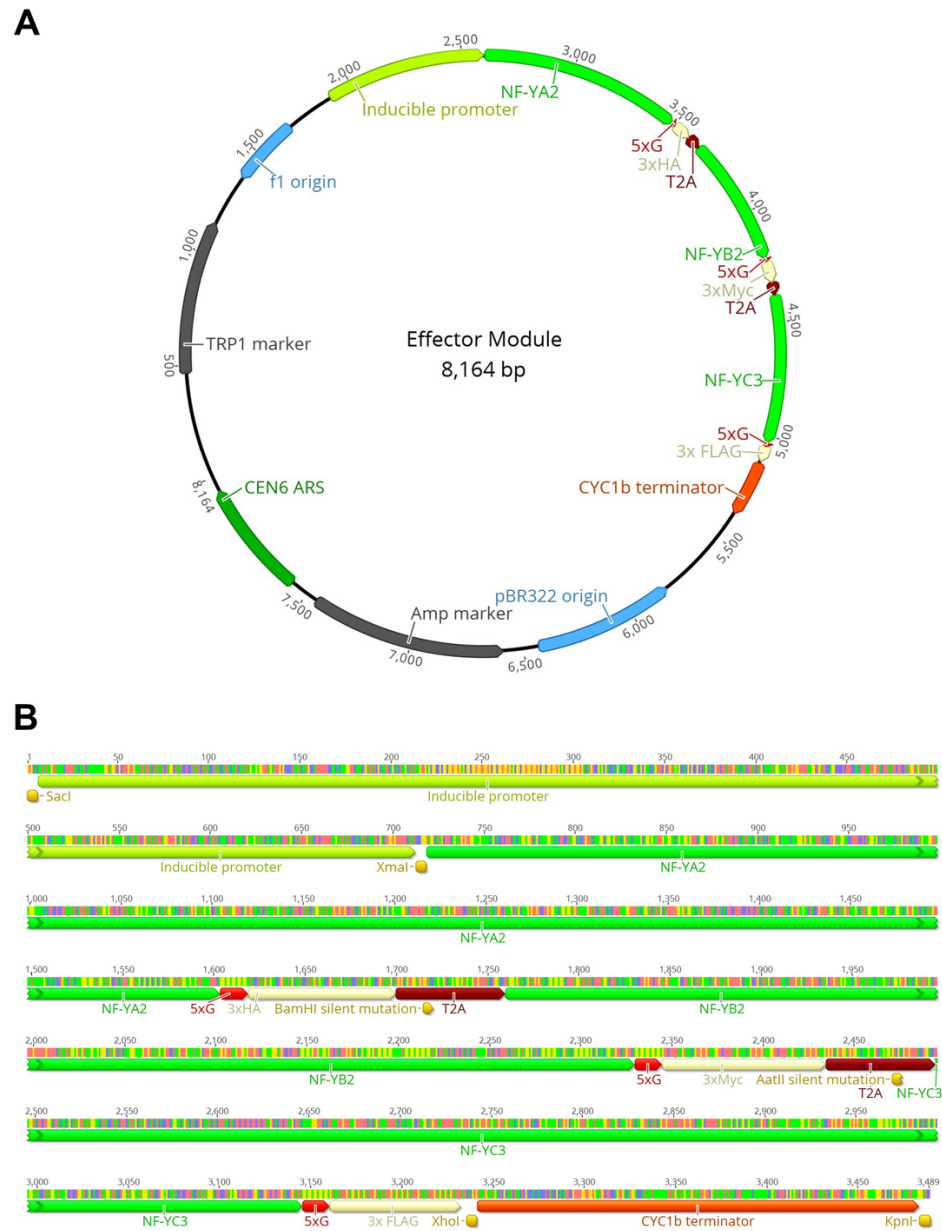 A
2,500
3,000
2,000
NF-YA2
Inducible promoter
3,500
1,500
5xG
3xHA
f1 origin
T2A
4,000
1,000
NF-YB2
5xG
3xMyc
T2A
4,500
Effector Module
8,164 bp
TRP1 marker
500
NF-YC3
5xG
5,000
3x FLAG
CEN6 ARS
CYC1b terminator
8,164
5,500
pBR322 origin
7,500
Amp marker
6,000
7,000
6,500
B
1 50 100 150 200 250 300 350 400 450
SacI Inducible promoter
500 550 600 650 700 750 800 850 900 950
Inducible promoter XmaI NF-YA2
1,000 1,050 1,100 1,150 1,200 1,250 1,300 1,350 1,400 1,450
NF-YA2
1,500 1,550 1,600 1,650 1,700 1,750 1,800 1,850 1,900 1,950
NF-YA2 5xG 3xHA BamHI silent mutation T2A NF-YB2
2,000 2,050 2,100 2,150 2,200 2,250 2,300 2,350 2,400 2,450
NF-YB2 5xG 3xMyc AatII silent mutation T2A NF-YC3
2,500 2,550 2,600 2,650 2,700 2,750 2,800 2,850 2,900 2,950
NF-YC3
3,000 3,050 3,100 3,150 2,200 3,250 3,300 3,350 3,400 3,450 3,489
NF-YC3 5xG 3x FLAG XhoI CYC1b terminator KpnI